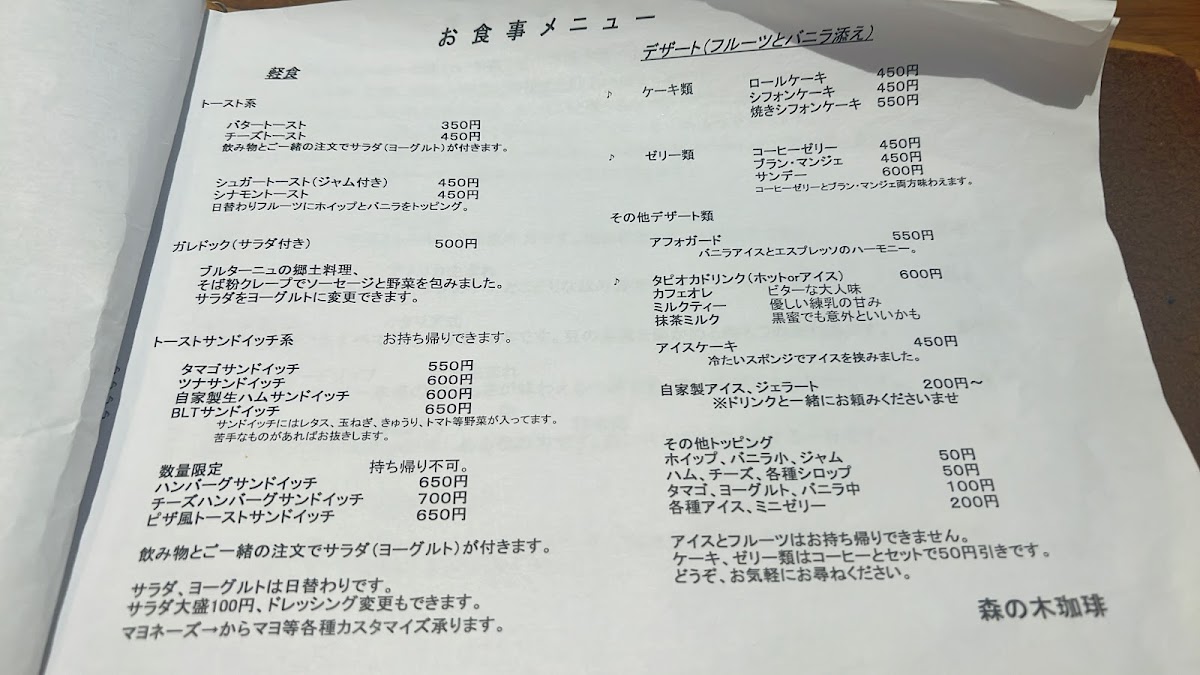 お食事メニュー
軽食
トースト系
バタートースト 350円
チーズトースト 450円
飲み物とご一緒の注文でサラダ(ヨーグルト)が付きます。
シュガートースト(ジャム付き) 450円
シナモントースト 450円
日替わりフルーツにホイップとバニラをトッピング。
ガレドック(サラダ付き) 500円
ブルターニュの郷土料理、
そば粉クレープでソーセージと野菜を包みました。
サラダをヨーグルトに変更できます。
トーストサンドイッチ系 お持ち帰りできます。
タマゴサンドイッチ 550円
ツナサンドイッチ 600円
自家製生ハムサンドイッチ 600円
BLTサンドイッチ 650円
サンドイッチにはレタス、玉ねぎ、きゅうり、トマト等野菜が入ってます。
苦手なものがあればお抜きします。
数量限定 持ち帰り不可。
ハンバーグサンドイッチ 650円
チーズハンバーグサンドイッチ 700円
ピザ風トーストサンドイッチ 650円
飲み物とご一緒の注文でサラダ(ヨーグルト)が付きます。
サラダ、ヨーグルトは日替わりです。
サラダ大盛100円、ドレッシング変更もできます。
マヨネーズ→からマヨ等各種カスタマイズ承ります。
デザート(フルーツとバニラ添え)
♪ ケーキ類 ロールケーキ 450円
シフォンケーキ 450円
焼きシフォンケーキ 550円
♪ ゼリー類 コーヒーゼリー 450円
ブラン・マンジェ 450円
サンデー 600円
コーヒーゼリーとブラン・マンジェ両方味わえます。
その他デザート類
アフォガード 550円
バニラアイスとエスプレッソのハーモニー。
♪ タピオカドリンク(ホットorアイス) 600円
カフェオレ ビターな大人味
ミルクティー 優しい練乳の甘み
抹茶ミルク 黒蜜でも意外といいかも
アイスケーキ 450円
冷たいスポンジでアイスを挟みました。
自家製アイス、ジェラート 200円~
※ドリンクと一緒にお頼みくださいませ
その他トッピング
ホイップ、バニラ小、ジャム 50円
ハム、チーズ、各種シロップ 50円
タマゴ、ヨーグルト、バニラ中 100円
各種アイス、ミニゼリー 200円
アイスとフルーツはお持ち帰りできません。
ケーキ、ゼリー類はコーヒーとセットで50円引きです。
どうぞ、お気軽にお尋ねください。
森の木珈琲